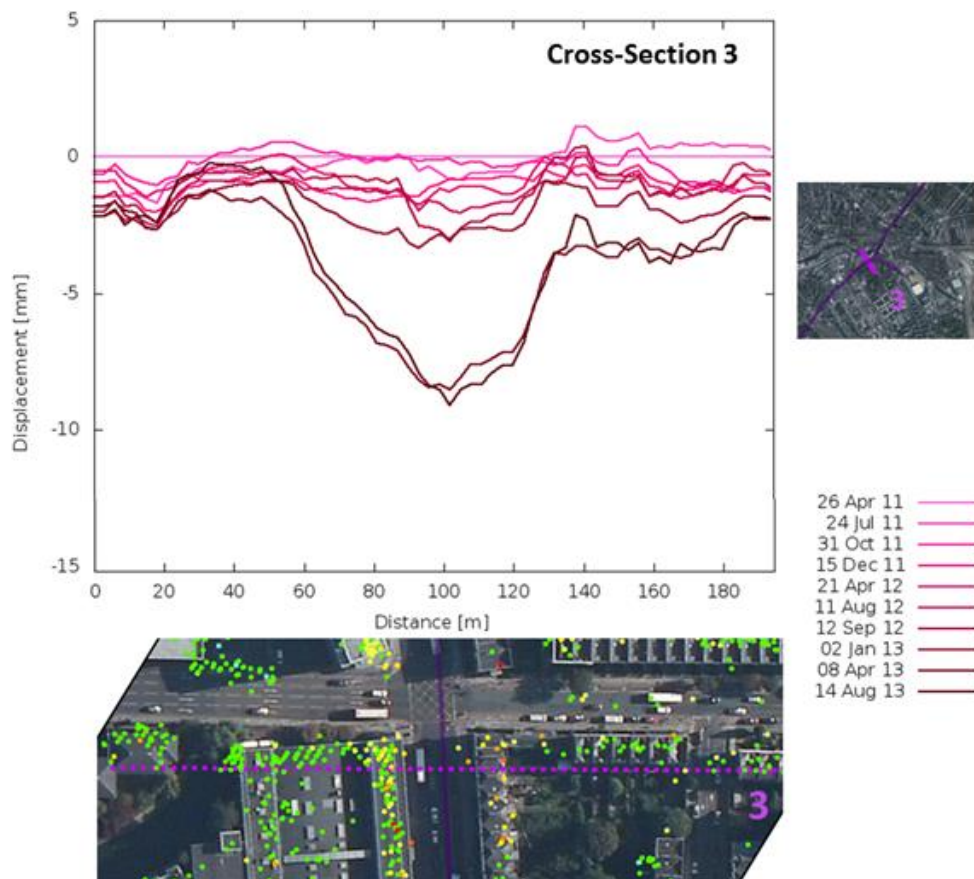 Cross-Section 3
5
0
-5
-10
-15
Displacement [mm]
0 20 40 60 80 100 120 140 160 180
Distance [m]
3
26 Apr 11
24 Jul 11
31 Oct 11
15 Dec 11
21 Apr 12
11 Aug 12
12 Sep 12
02 Jan 13
08 Apr 13
14 Aug 13
3